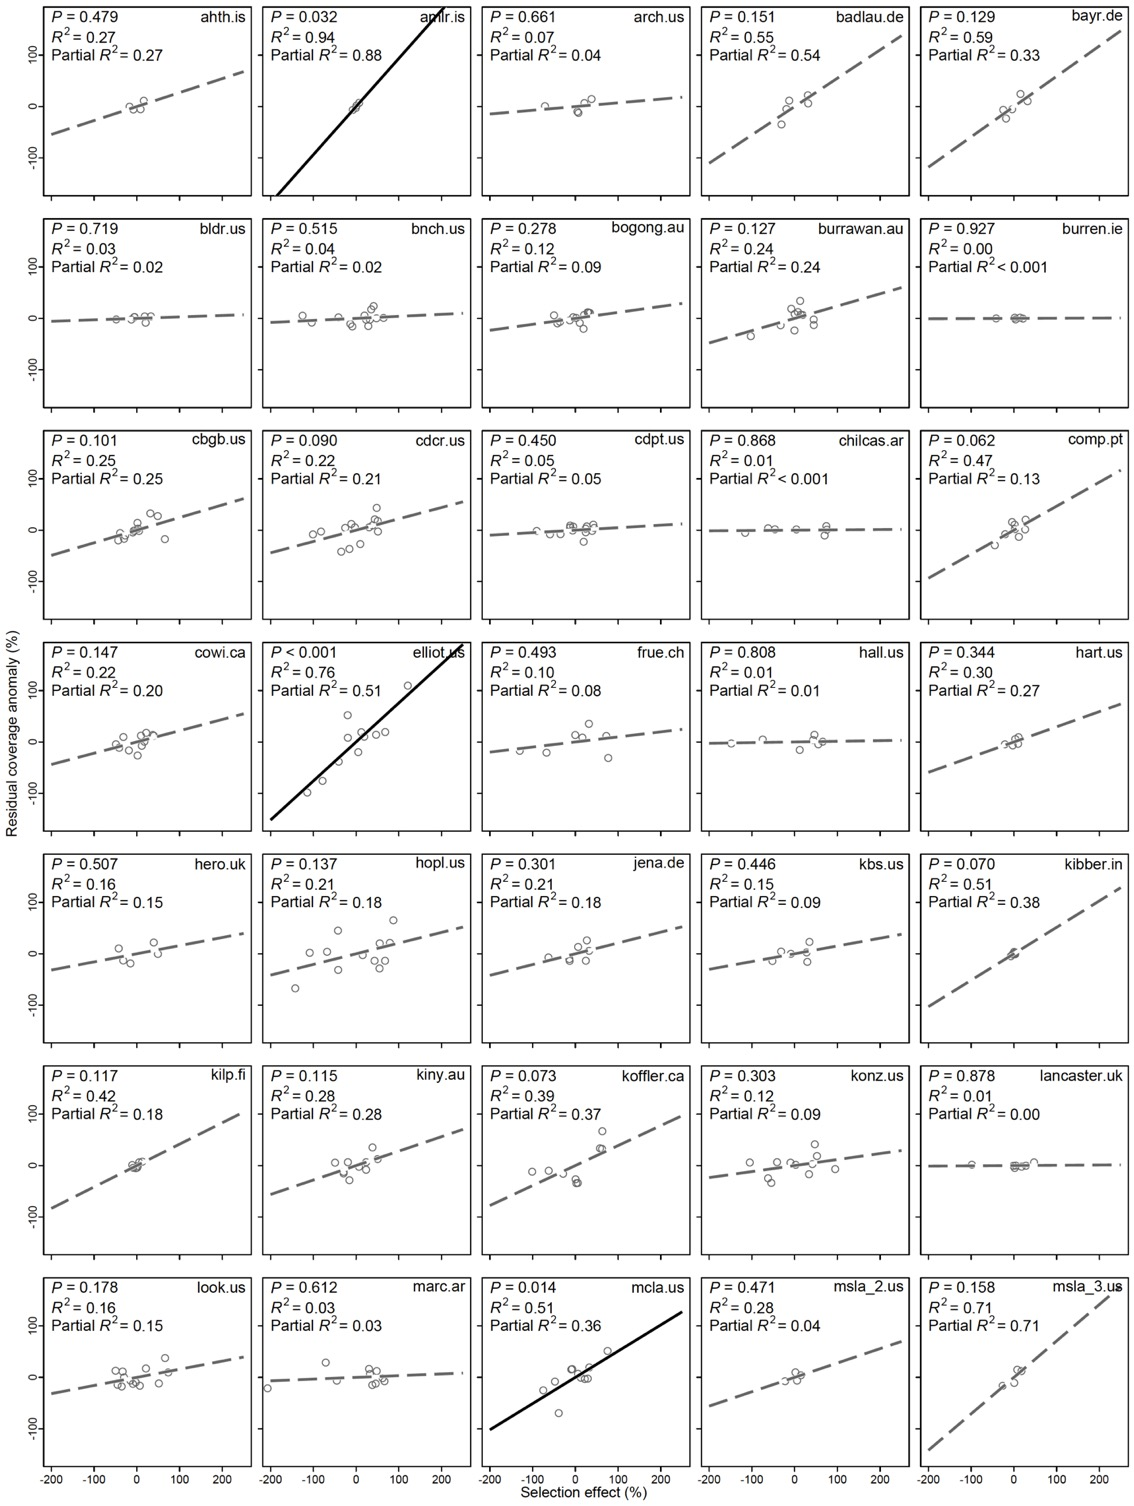 P = 0.479 ahth.is
R2 = 0.27
Partial R2 = 0.27
P = 0.032 amlr.is
R2 = 0.94
Partial R2 = 0.88
P = 0.661 arch.us
R2 = 0.07
Partial R2 = 0.04
P = 0.151 badlau.de
R2 = 0.55
Partial R2 = 0.54
P = 0.129 bayr.de
R2 = 0.59
Partial R2 = 0.33
100
0
-100
P = 0.719 bldr.us
R2 = 0.03
Partial R2 = 0.02
P = 0.515 bnch.us
R2 = 0.04
Partial R2 = 0.02
P = 0.278 bogong.au
R2 = 0.12
Partial R2 = 0.09
P = 0.127 burrawan.au
R2 = 0.24
Partial R2 = 0.24
P = 0.927 burren.ie
R2 = 0.00
Partial R2 < 0.001
100
0
-100
P = 0.101 cbgb.us
R2 = 0.25
Partial R2 = 0.25
P = 0.090 cdcr.us
R2 = 0.22
Partial R2 = 0.21
P = 0.450 cdpt.us
R2 = 0.05
Partial R2 = 0.05
P = 0.868 chilcas.ar
R2 = 0.01
Partial R2 < 0.001
P = 0.062 comp.pt
R2 = 0.47
Partial R2 = 0.13
100
0
-100
Residual coverage anomaly (%)
P = 0.147 cowi.ca
R2 = 0.22
Partial R2 = 0.20
P < 0.001 elliot.us
R2 = 0.76
Partial R2 = 0.51
P = 0.493 frue.ch
R2 = 0.10
Partial R2 = 0.08
P = 0.808 hall.us
R2 = 0.01
Partial R2 = 0.01
P = 0.344 hart.us
R2 = 0.30
Partial R2 = 0.27
100
0
-100
P = 0.507 hero.uk
R2 = 0.16
Partial R2 = 0.15
P = 0.137 hopl.us
R2 = 0.21
Partial R2 = 0.18
P = 0.301 jena.de
R2 = 0.21
Partial R2 = 0.18
P = 0.446 kbs.us
R2 = 0.15
Partial R2 = 0.09
P = 0.070 kibber.in
R2 = 0.51
Partial R2 = 0.38
100
0
-100
P = 0.117 kilp.fi
R2 = 0.42
Partial R2 = 0.18
P = 0.115 kiny.au
R2 = 0.28
Partial R2 = 0.28
P = 0.073 koffler.ca
R2 = 0.39
Partial R2 = 0.37
P = 0.303 konz.us
R2 = 0.12
Partial R2 = 0.09
P = 0.878 lancaster.uk
R2 = 0.01
Partial R2 = 0.00
100
0
-100
P = 0.178 look.us
R2 = 0.16
Partial R2 = 0.15
P = 0.612 marc.ar
R2 = 0.03
Partial R2 = 0.03
P = 0.014 mcla.us
R2 = 0.51
Partial R2 = 0.36
P = 0.471 msla_2.us
R2 = 0.28
Partial R2 = 0.04
P = 0.158 msla_3.us
R2 = 0.71
Partial R2 = 0.71
100
0
-100
-200 -100 0 100 200 -200 -100 0 100 200 -200 -100 0 100 200 -200 -100 0 100 200 -200 -100 0 100 200
Selection effect (%)